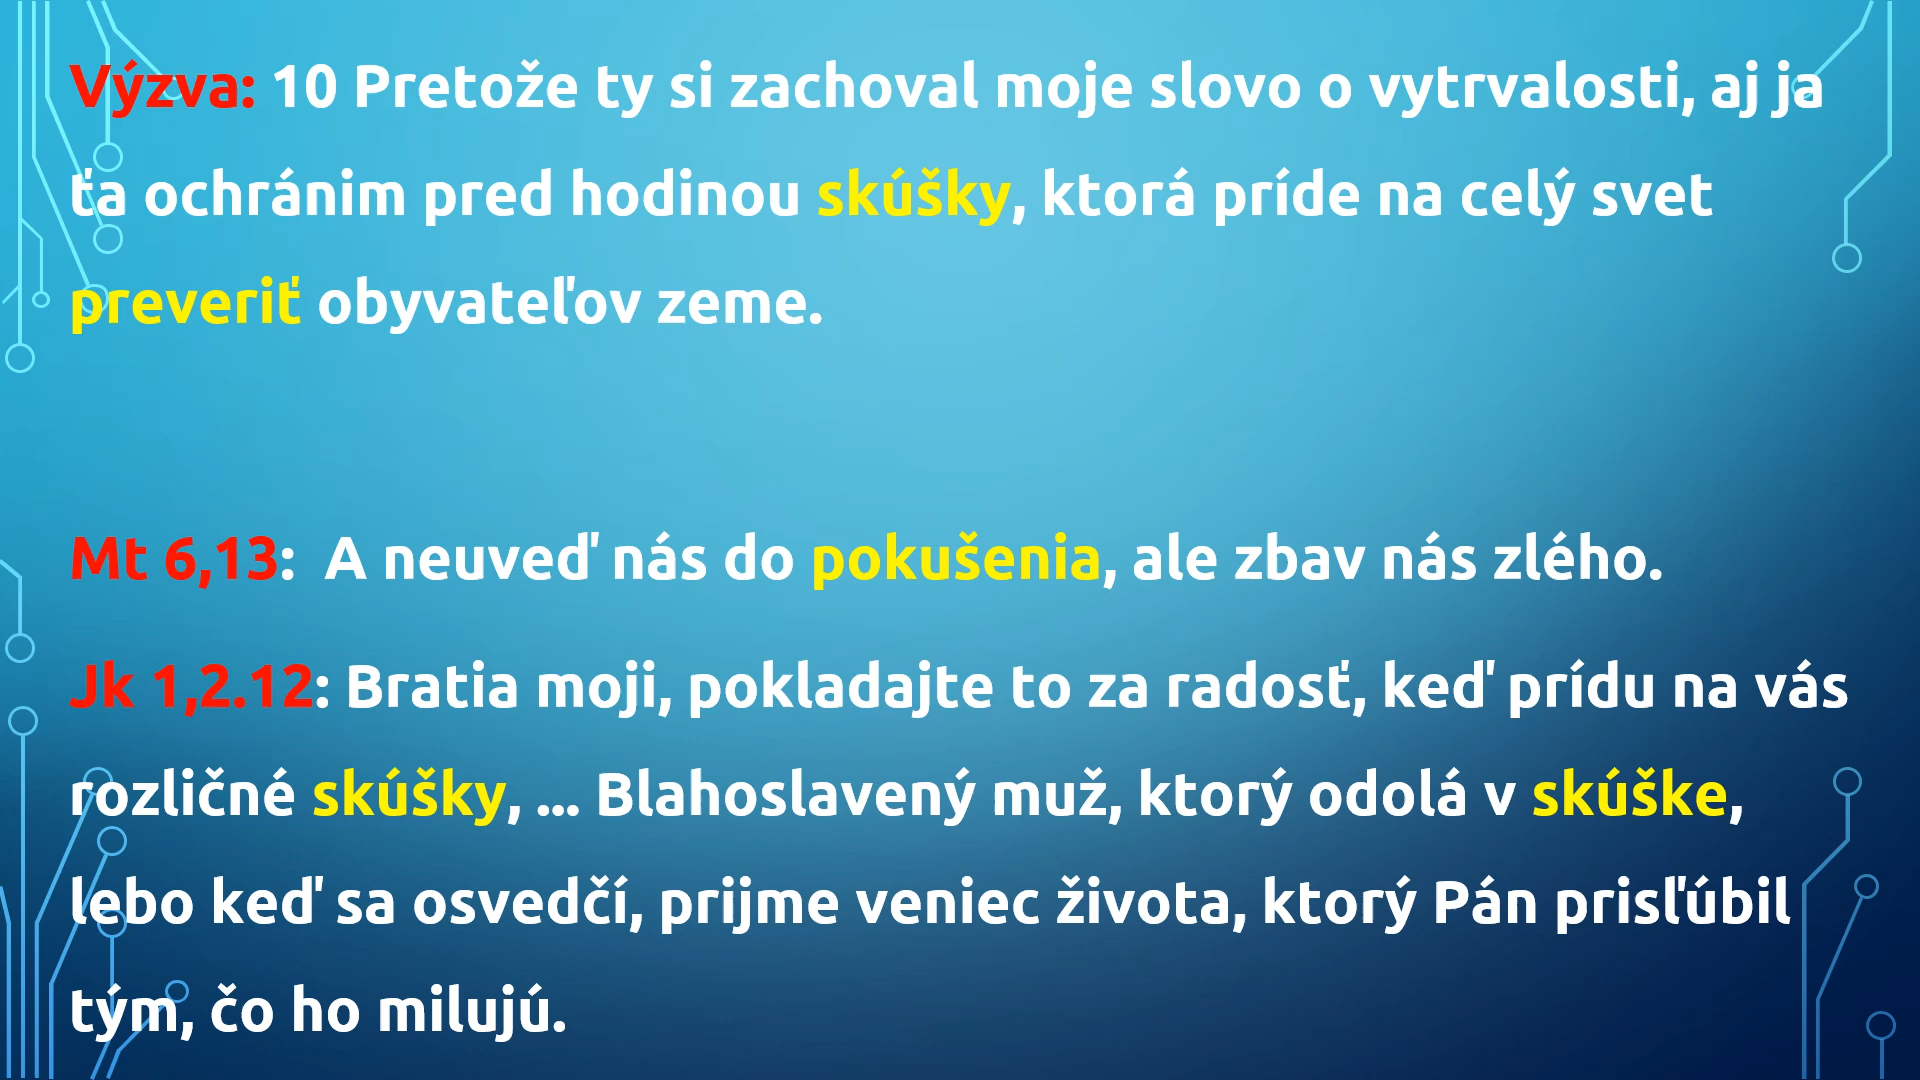 Výzva: 10 Pretože ty si zachoval moje slovo o vytrvalosti, aj ja
ťa ochránim pred hodinou skúšky, ktorá príde na celý svet
preveriť obyvateľov zeme.
Mt 6,13:  A neuveď nás do pokušenia, ale zbav nás zlého.
Jk 1,2.12: Bratia moji, pokladajte to za radosť, keď prídu na vás
rozličné skúšky, ... Blahoslavený muž, ktorý odolá v skúške,
lebo keď sa osvedčí, prijme veniec života, ktorý Pán prisľúbil
tým, čo ho milujú.